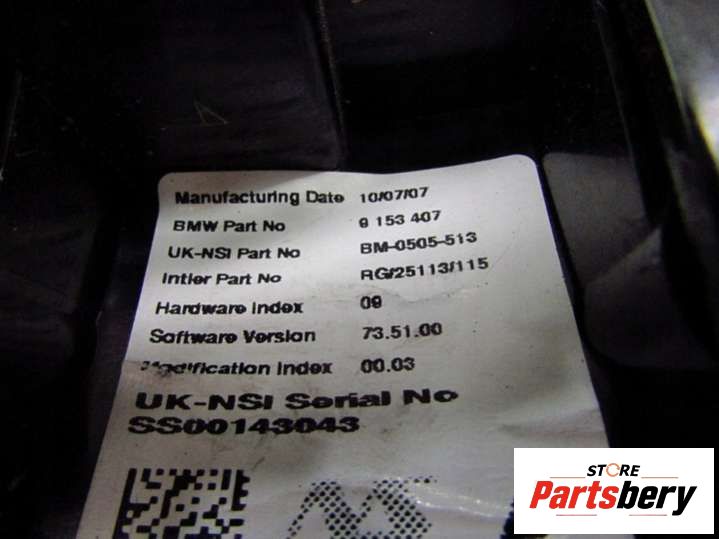 Manufacturing Date 10/07/07
BMW Part No 9 153 407
UK-NSI Part No BM-0505-513
Intier Part No RG/25113/115
Hardware Index 09
Software Version 73.51.00
Modification Index 00.03
UK-NSI Serial No
SS00143043
STORE
Partsbery